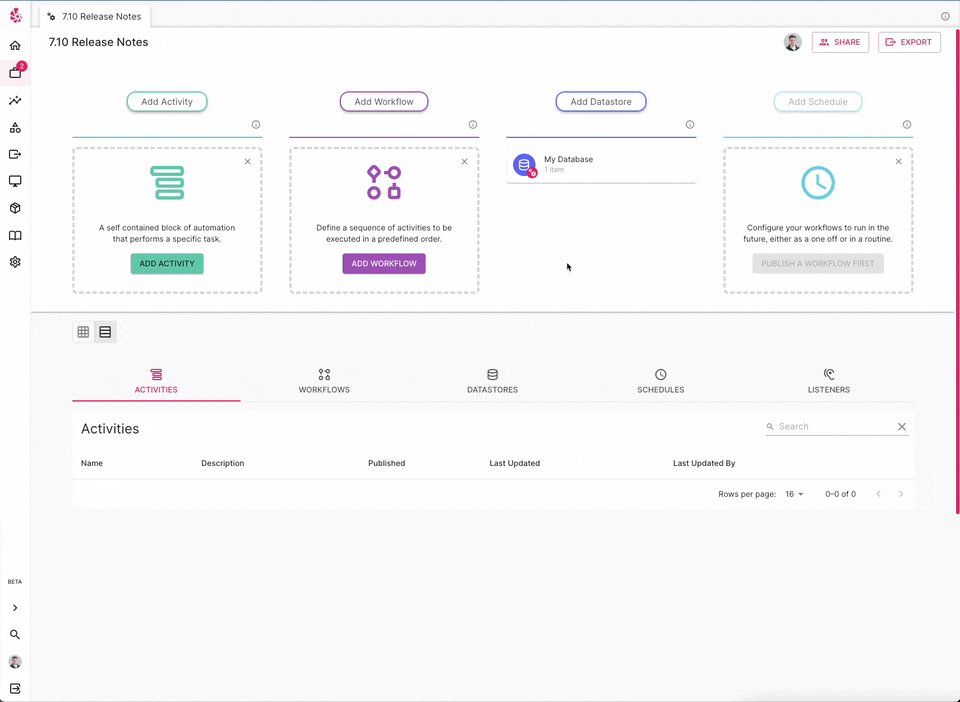 7.10 Release Notes
7.10 Release Notes
SHARE
EXPORT
2
Add Activity
Add Workflow
Add Datastore
Add Schedule
My Database
1 item
A self contained block of automation
that performs a specific task.
ADD ACTIVITY
Define a sequence of activities to be
executed in a predefined order.
ADD WORKFLOW
Configure your workflows to run in the
future, either as a one off or in a routine.
PUBLISH A WORKFLOW FIRST
ACTIVITIES
WORKFLOWS
DATASTORES
SCHEDULES
LISTENERS
Activities
Search
Name
Description
Published
Last Updated
Last Updated By
Rows per page: 16
0–0 of 0
BETA